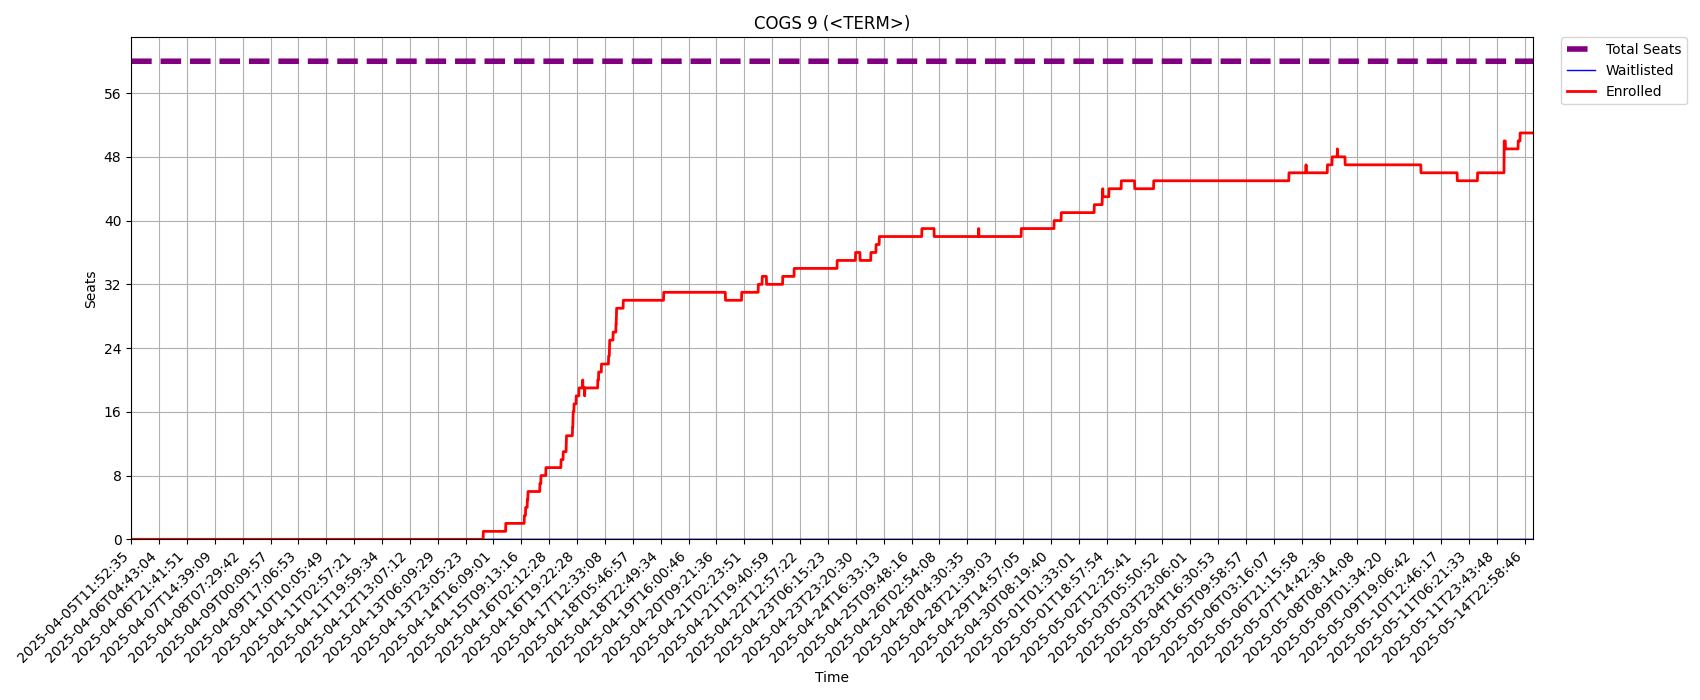 COGS 9 (<TERM>)
Total Seats
Waitlisted
Enrolled
Seats
56
48
40
32
24
16
8
0
2025-04-05T11:52:35
2025-04-06T04:43:04
2025-04-06T21:41:51
2025-04-07T14:39:09
2025-04-08T07:29:42
2025-04-09T00:09:57
2025-04-09T17:06:53
2025-04-10T10:05:49
2025-04-11T02:57:21
2025-04-11T19:59:34
2025-04-12T13:07:12
2025-04-13T06:09:29
2025-04-13T23:05:23
2025-04-14T16:09:01
2025-04-15T09:13:16
2025-04-16T02:12:28
2025-04-16T19:22:28
2025-04-17T12:33:08
2025-04-18T05:46:57
2025-04-18T22:49:34
2025-04-19T16:00:46
2025-04-20T09:21:36
2025-04-21T02:23:51
2025-04-21T19:40:59
2025-04-22T12:57:22
2025-04-23T06:15:23
2025-04-23T23:20:30
2025-04-24T16:33:13
2025-04-25T09:48:16
2025-04-26T02:54:08
2025-04-28T04:30:35
2025-04-28T21:39:03
2025-04-29T14:57:05
2025-04-30T08:19:40
2025-05-01T01:33:01
2025-05-01T18:57:54
2025-05-02T12:25:41
2025-05-03T05:50:52
2025-05-03T23:06:01
2025-05-04T16:30:53
2025-05-05T09:58:57
2025-05-06T03:16:07
2025-05-06T21:15:58
2025-05-07T14:42:36
2025-05-08T08:14:08
2025-05-09T01:34:20
2025-05-09T19:06:42
2025-05-10T12:46:17
2025-05-11T06:21:33
2025-05-11T23:43:48
2025-05-14T22:58:46
Time